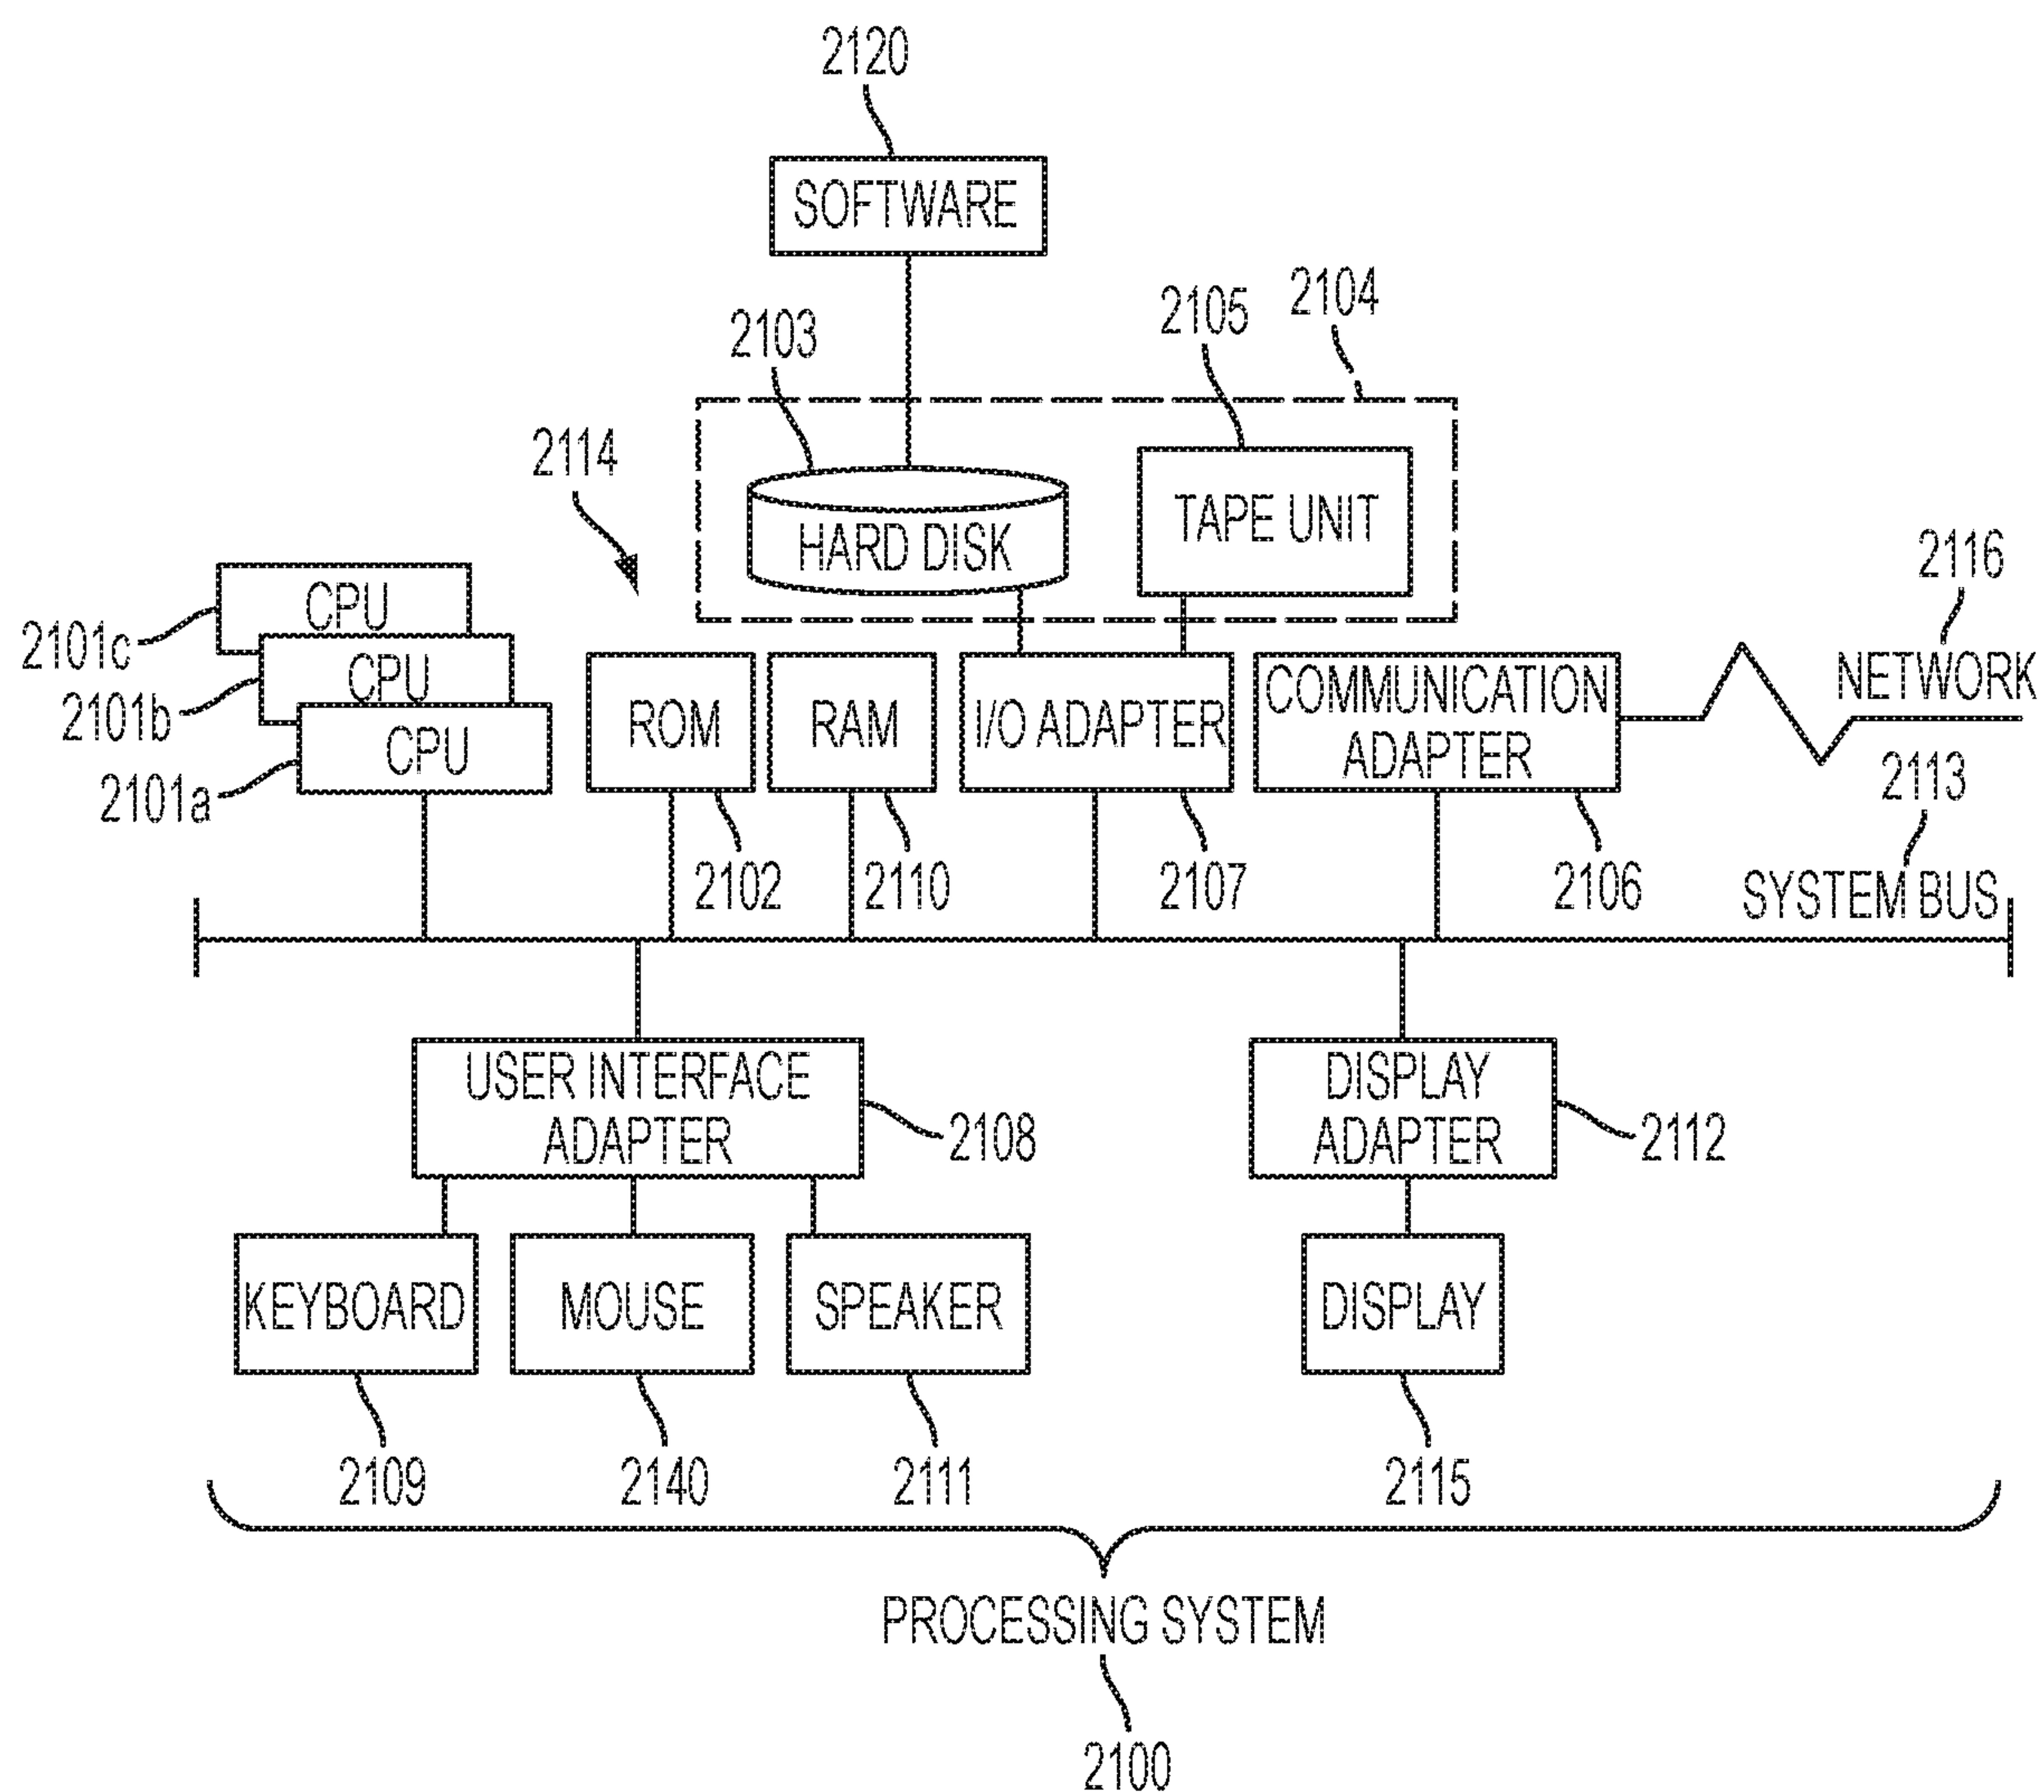 2120
SOFTWARE
2104
2105
2103
2114
HARD DISK
TAPE UNIT
2116
NETWORK
CPU
2101c
CPU
2101b
CPU
2101a
ROM
RAM
I/O ADAPTER
COMMUNICATION
ADAPTER
2113
SYSTEM BUS
2102
2110
2107
2106
USER INTERFACE
ADAPTER
2108
DISPLAY
ADAPTER
2112
KEYBOARD
MOUSE
SPEAKER
DISPLAY
2109
2140
2111
2115
PROCESSING SYSTEM
2100